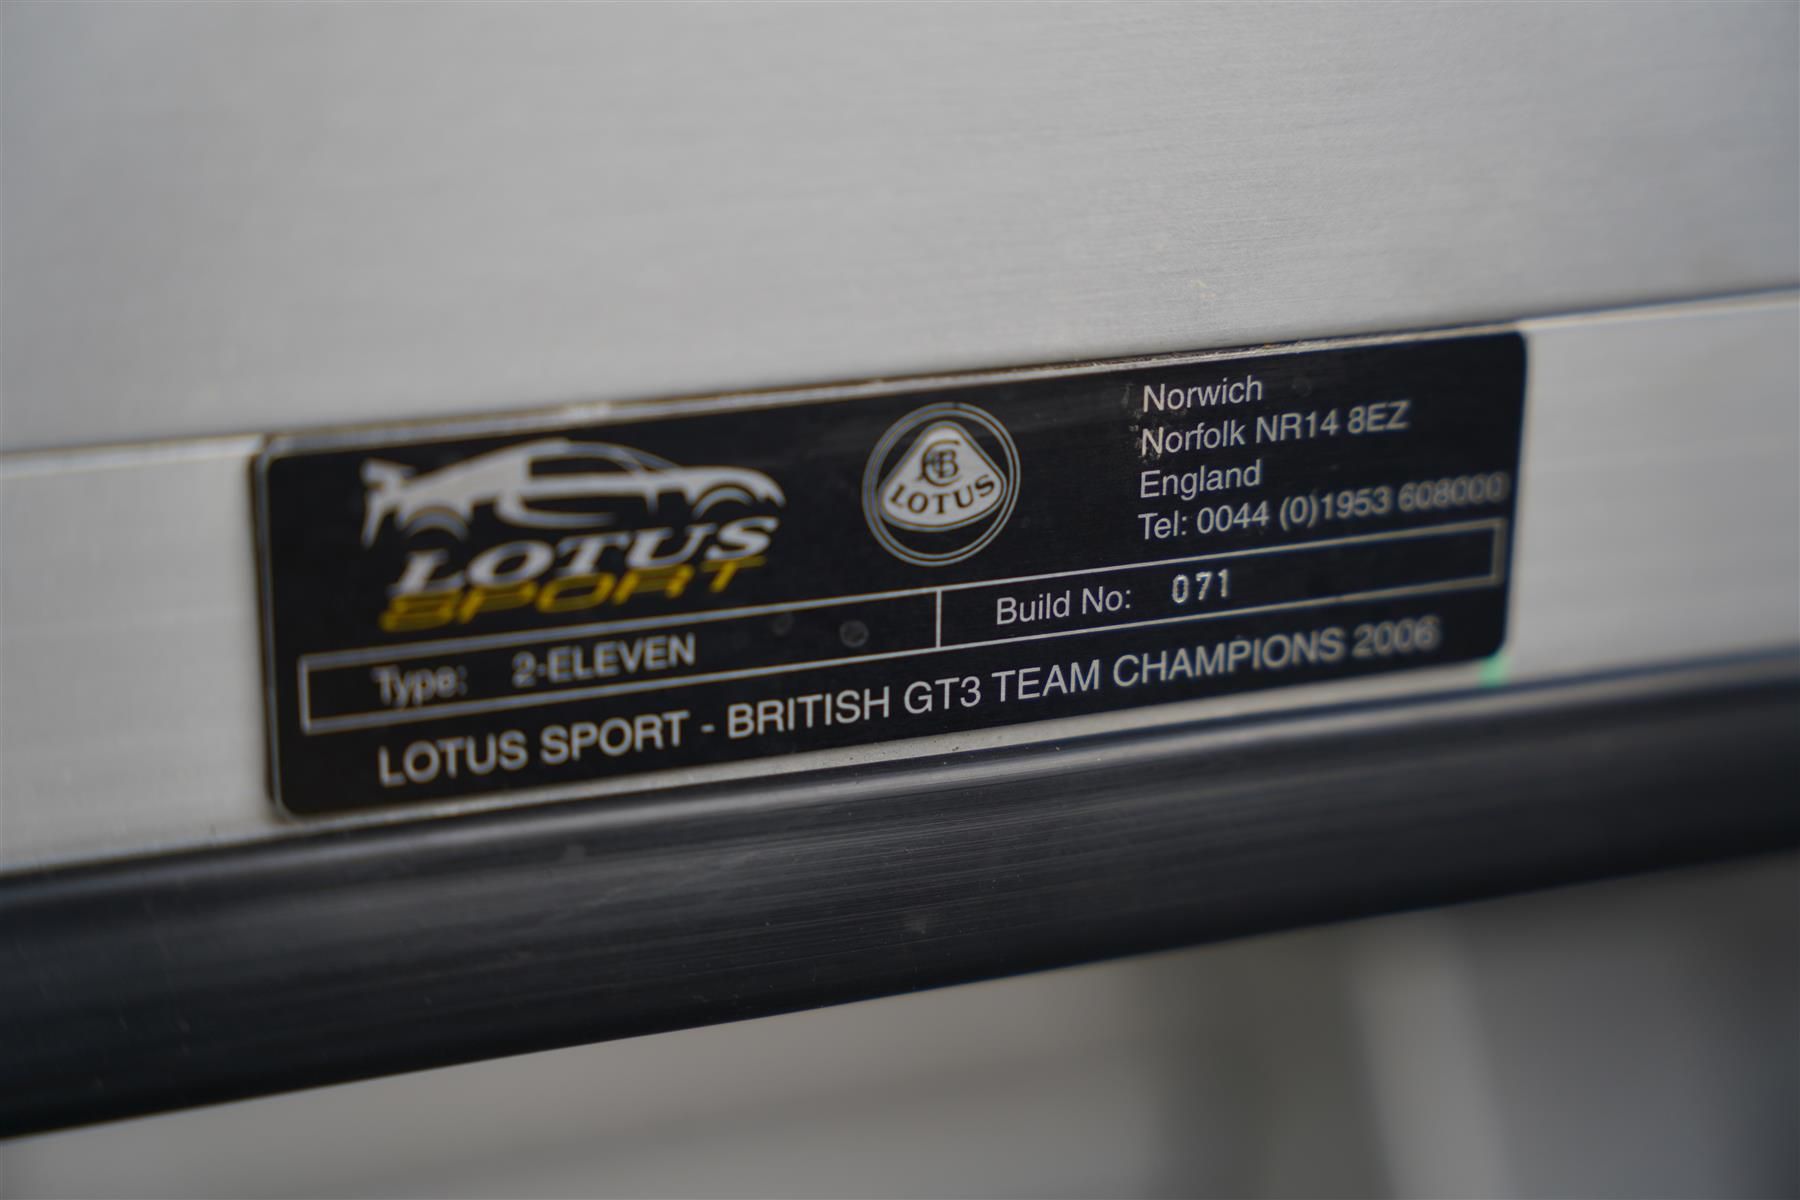 LOTUS
SPORT
ACBC
LOTUS
Norwich
Norfolk NR14 8EZ
England
Tel: 0044 (0)1953 608000
Type: 2-ELEVEN
Build No: 071
LOTUS SPORT - BRITISH GT3 TEAM CHAMPIONS 2006